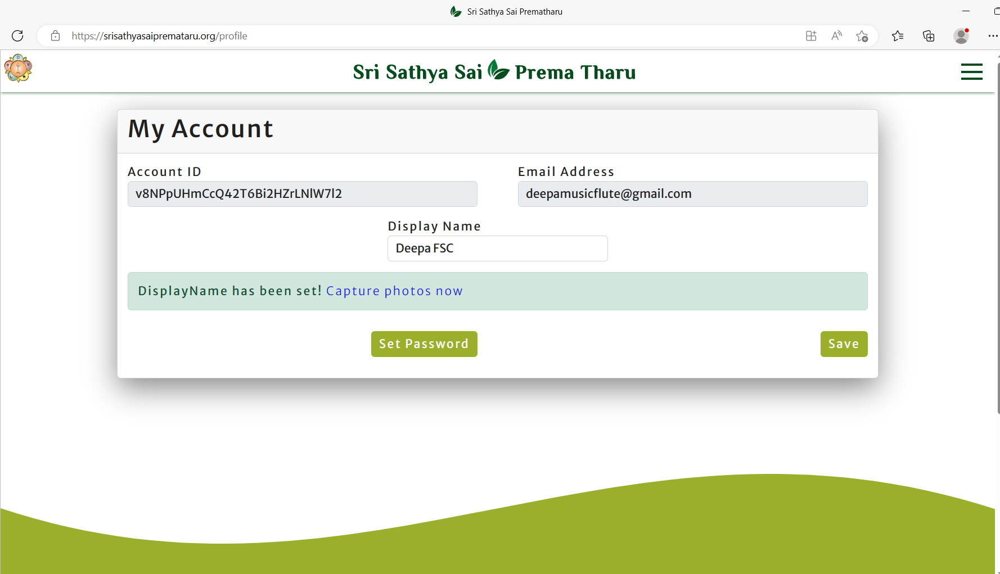 Sri Sathya Sai Prematharu
https://srisathyasaipremataru.org/profile
Sri Sathya Sai Prema Tharu
My Account
Account ID
Email Address
v8NPpUHmCcQ42T6Bi2HZrLNlW7l2
deepamusicflute@gmail.com
Display Name
Deepa FSC
DisplayName has been set! Capture photos now
Set Password
Save